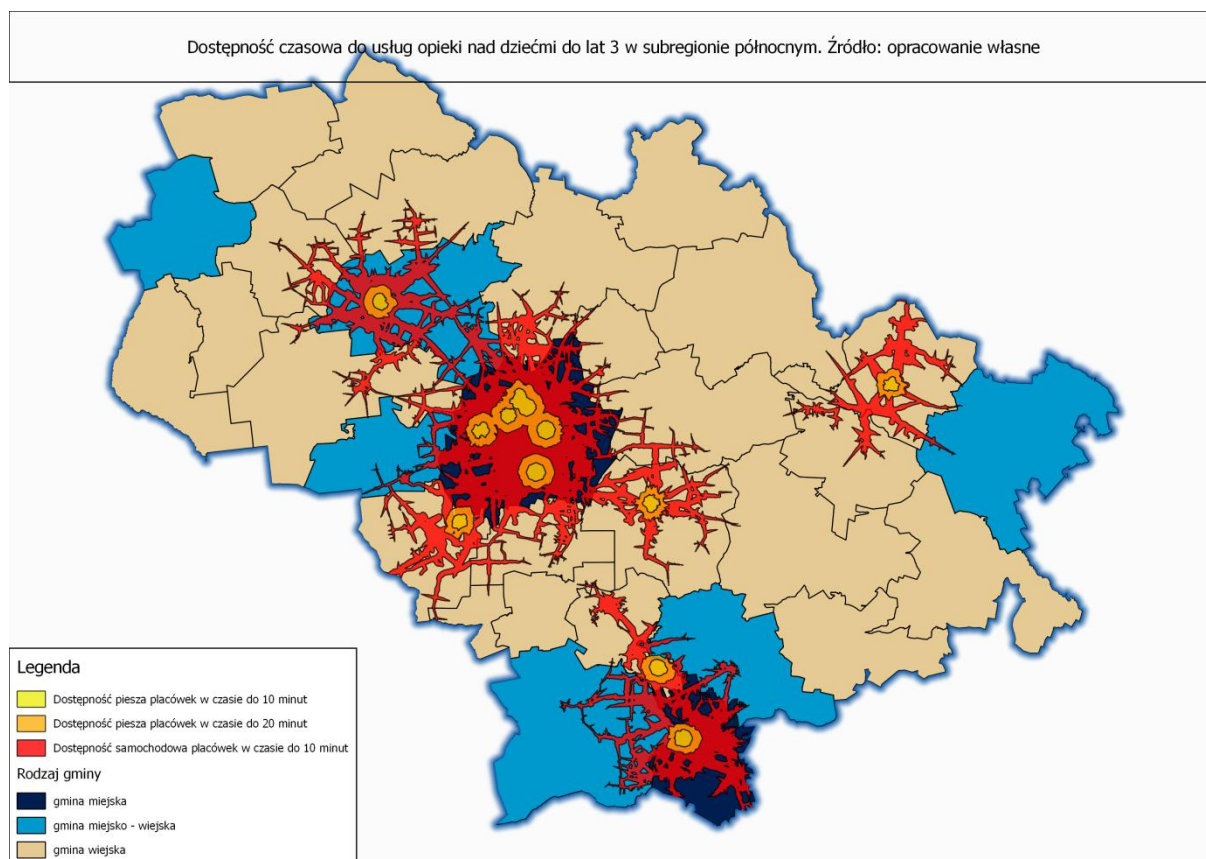 Dostępność czasowa do usług opieki nad dziećmi do lat 3 w subregionie północnym. Źródło: opracowanie własne
Legenda
Dostępność piesza placówek w czasie do 10 minut
Dostępność piesza placówek w czasie do 20 minut
Dostępność samochodowa placówek w czasie do 10 minut
Rodzaj gminy
gmina miejska
gmina miejsko - wiejska
gmina wiejska